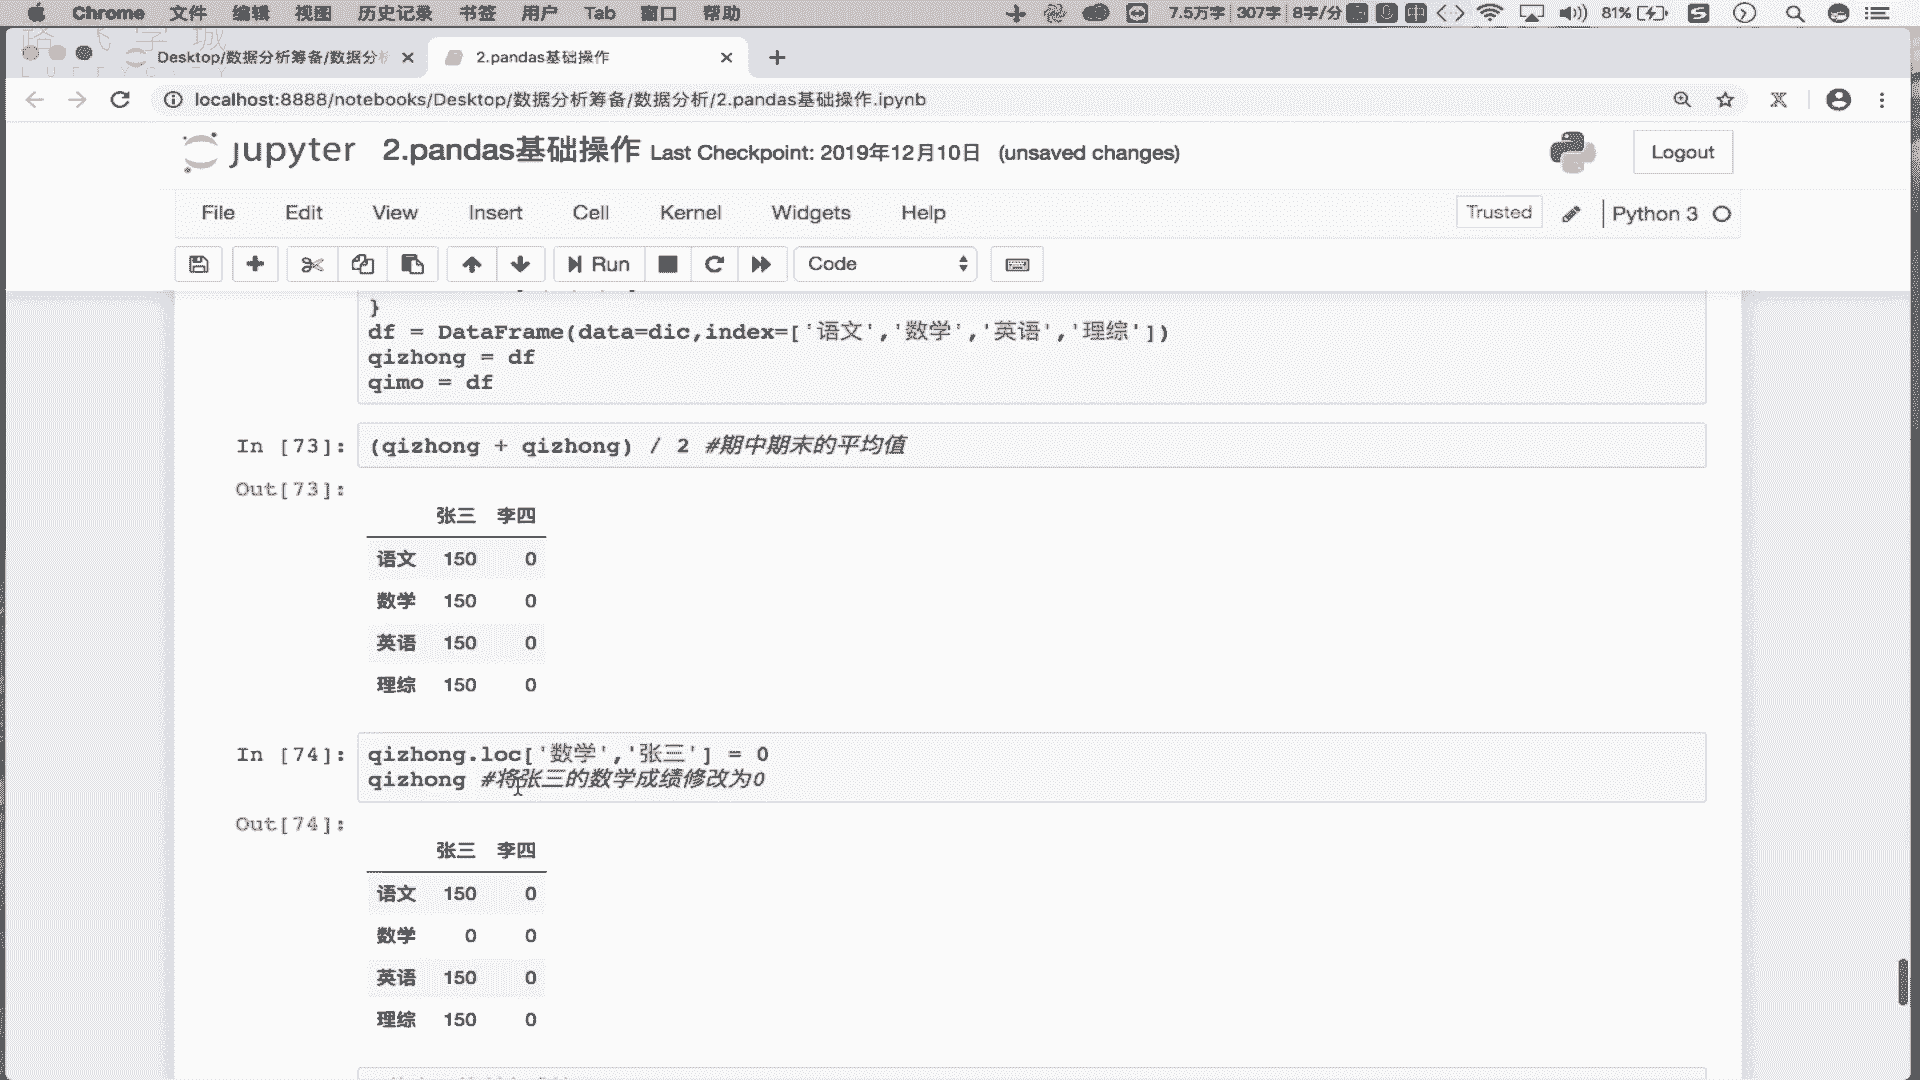 Chrome 文件 编辑 视图 历史记录 书签 用户 Tab 窗口 帮助 7.5万字 307字 8字/分 中 81%
Desktop/数据分析筹备/数据分析 2.pandas基础操作
localhost:8888/notebooks/Desktop/数据分析筹备/数据分析/2.pandas基础操作.ipynb
jupyter 2.pandas基础操作 Last Checkpoint: 2019年12月10日 (unsaved changes) Logout
File Edit View Insert Cell Kernel Widgets Help Trusted Python 3
Run Code
}
df = DataFrame(data=dic,index=['语文','数学','英语','理综'])
qizhong = df
qimo = df
In [73]: (qizhong + qizhong) / 2 #期中期末的平均值
Out[73]:
张三 李四
语文 150 0
数学 150 0
英语 150 0
理综 150 0
In [74]: qizhong.loc['数学','张三'] = 0
qizhong #将张三的数学成绩修改为0
Out[74]:
张三 李四
语文 150 0
数学 0 0
英语 150 0
理综 150 0